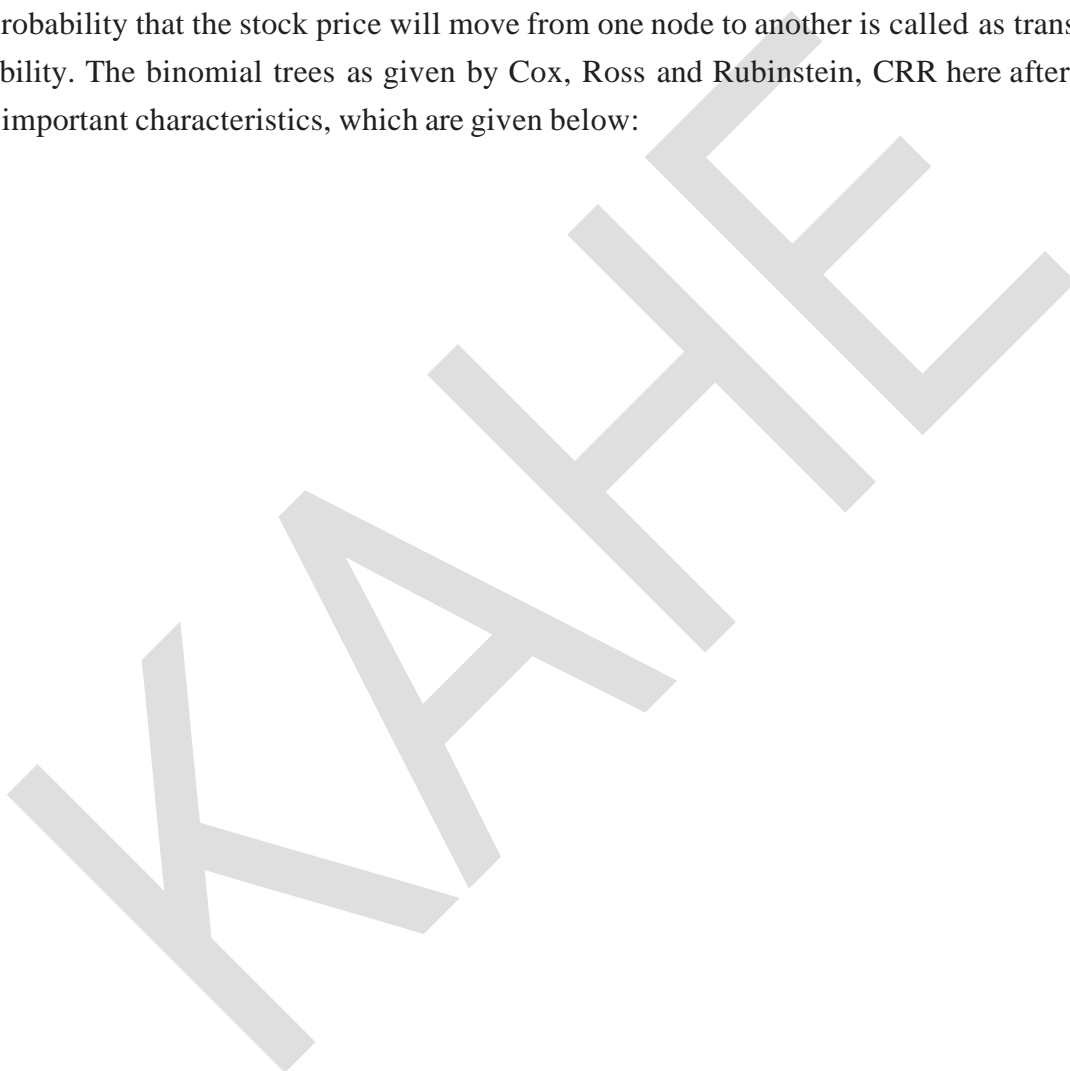 robability that the stock price will move from one node to another is called as trans
bility. The binomial trees as given by Cox, Ross and Rubinstein, CRR here after
important characteristics, which are given below:
KAHE